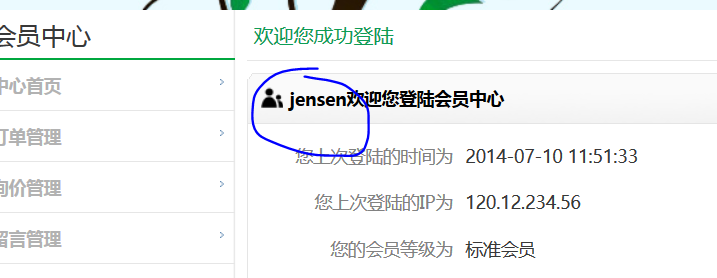 会员中心
中心首页
订单管理
询价管理
留言管理
欢迎您成功登陆
jensen欢迎您登陆会员中心
您上次登陆的时间为 2014-07-10 11:51:33
您上次登陆的IP为 120.12.234.56
您的会员等级为 标准会员